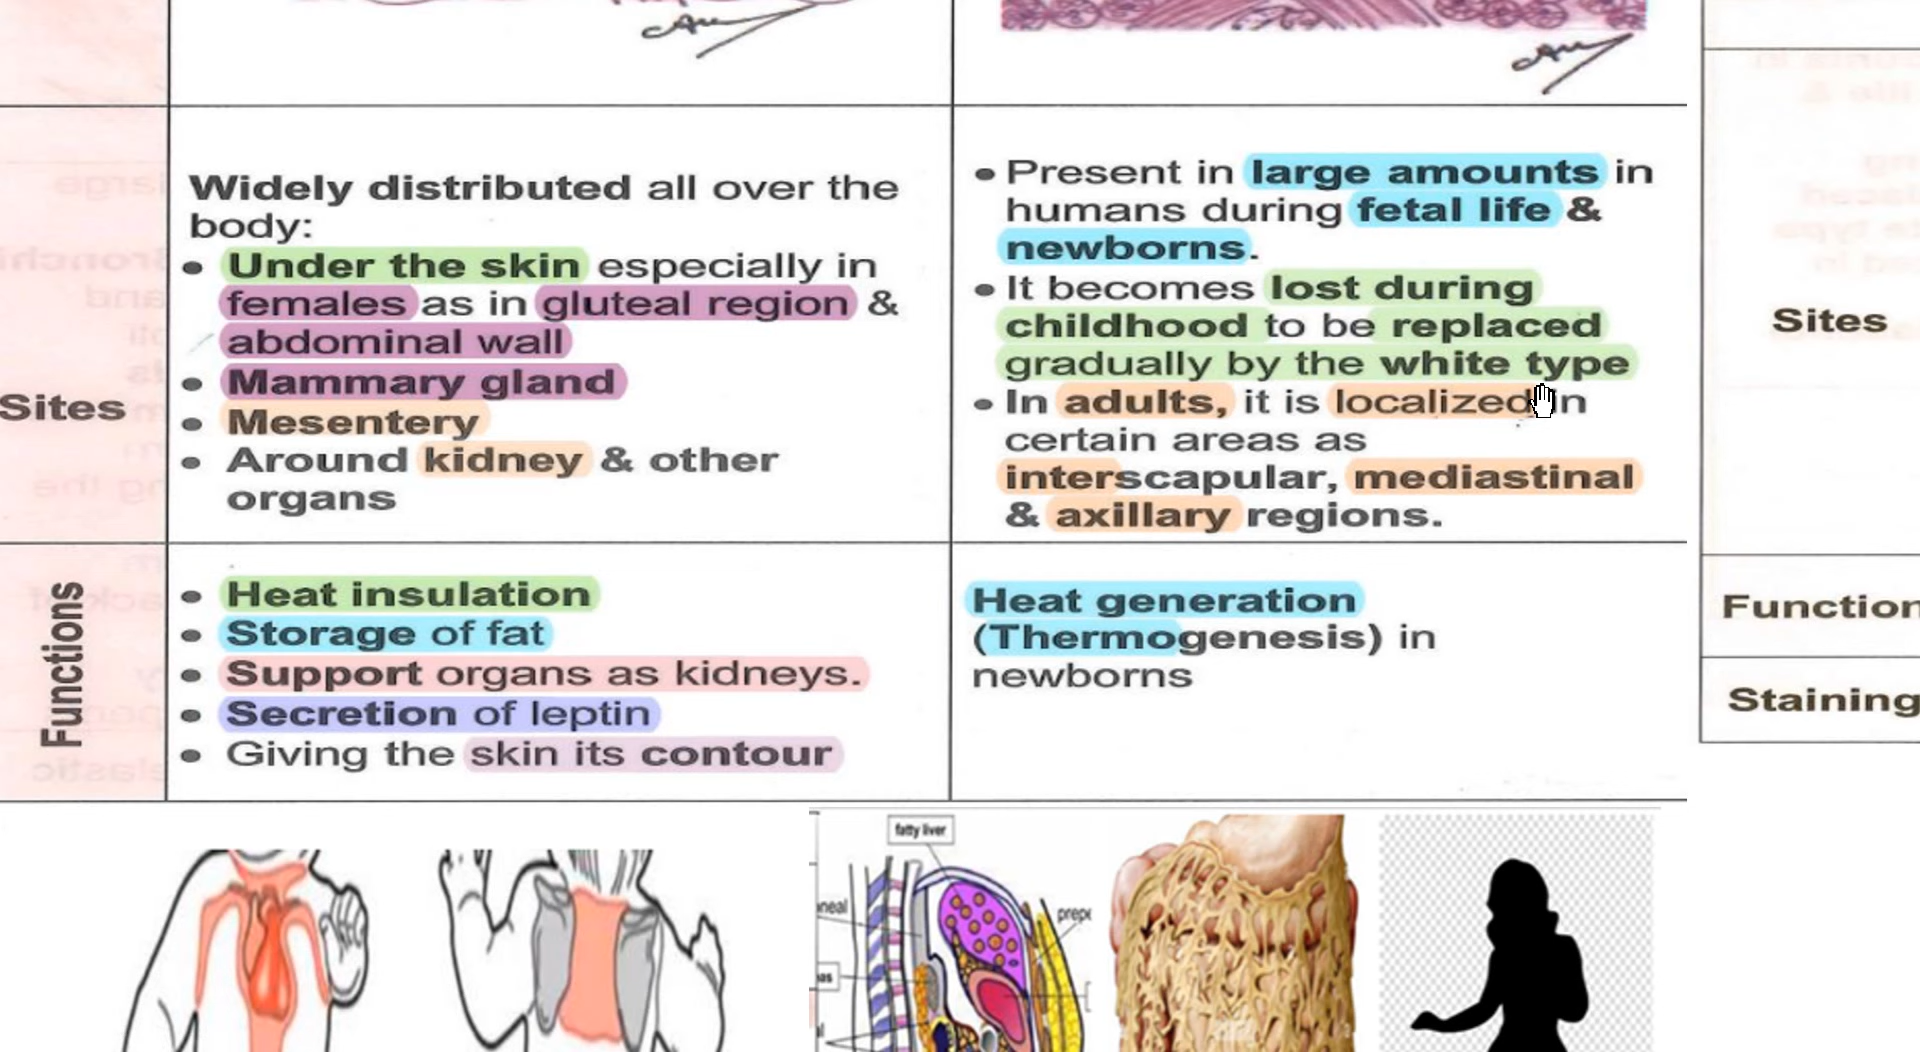 Sites
Widely distributed all over the
body:
• Under the skin especially in
females as in gluteal region &
abdominal wall
• Mammary gland
• Mesentery
• Around kidney & other
organs
• Present in large amounts in
humans during fetal life &
newborns.
• It becomes lost during
childhood to be replaced
gradually by the white type
• In adults, it is localized in
certain areas as
interscapular, mediastinal
& axillary regions.
Functions
• Heat insulation
• Storage of fat
• Support organs as kidneys.
• Secretion of leptin
• Giving the skin its contour
Heat generation
(Thermogenesis) in
newborns
Sites
Function
Staining
fatty liver
neal
prep
as